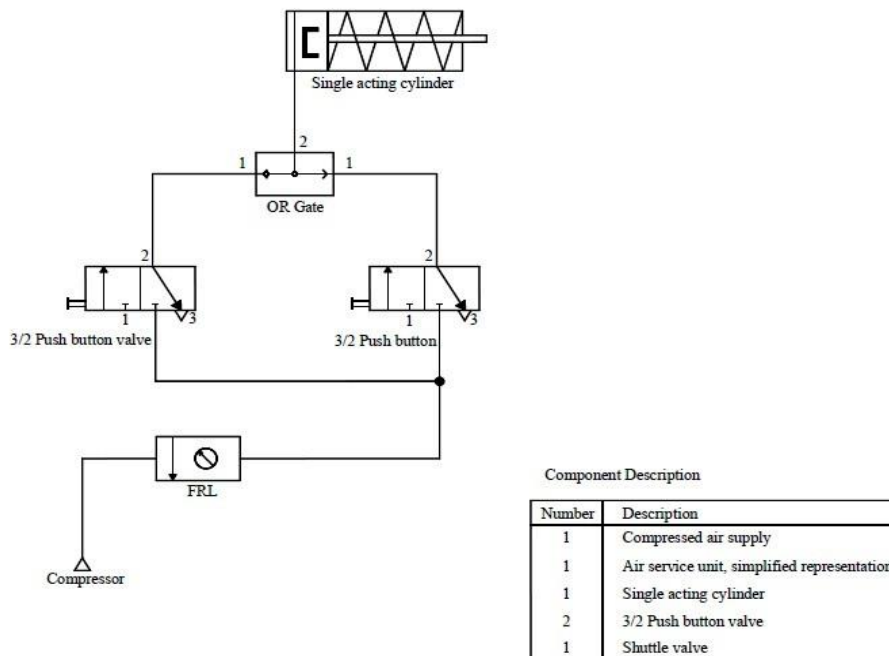 Single acting cylinder
2
1 1
OR Gate
2 2
1 3 1 3
3/2 Push button valve 3/2 Push button
FRL
Compressor
Component Description
Number Description
1 Compressed air supply
1 Air service unit, simplified representation
1 Single acting cylinder
2 3/2 Push button valve
1 Shuttle valve